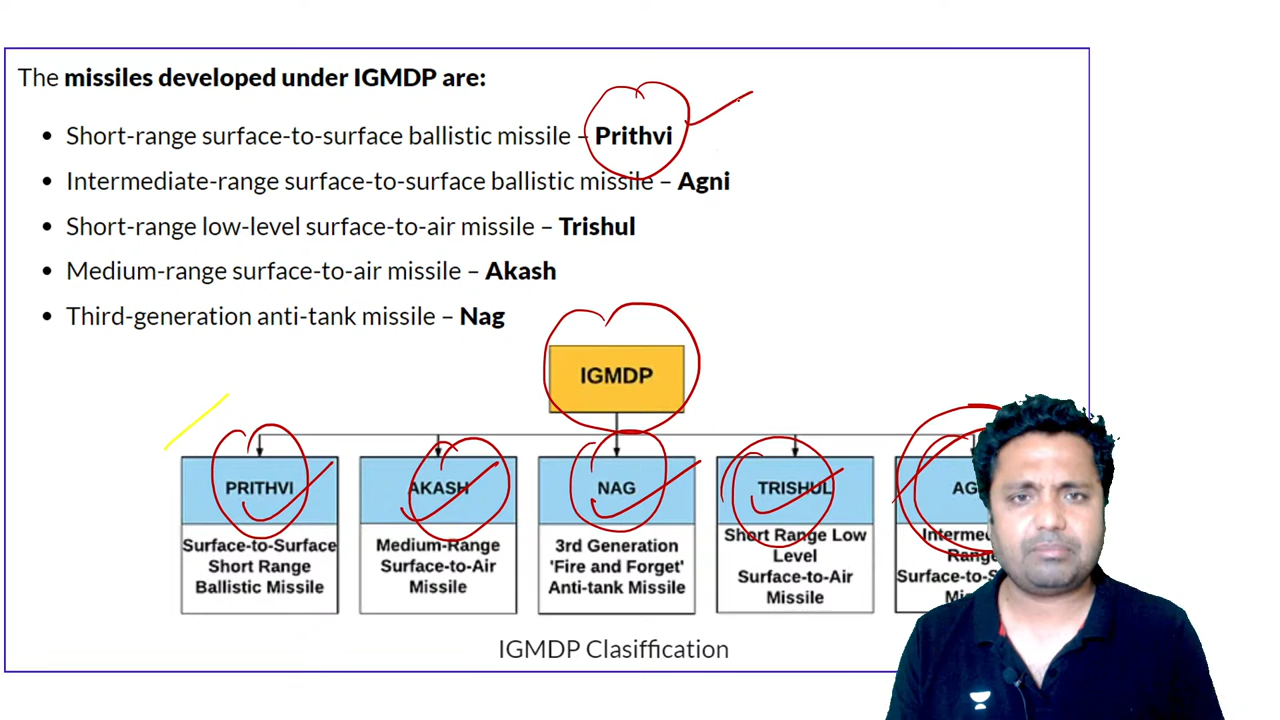 The missiles developed under IGMDP are:
Short-range surface-to-surface ballistic missile – Prithvi
Intermediate-range surface-to-surface ballistic missile – Agni
Short-range low-level surface-to-air missile – Trishul
Medium-range surface-to-air missile – Akash
Third-generation anti-tank missile – Nag
IGMDP
PRITHVI
Surface-to-Surface
Short Range
Ballistic Missile
AKASH
Medium-Range
Surface-to-Air
Missile
NAG
3rd Generation
'Fire and Forget'
Anti-tank Missile
TRISHUL
Short Range Low
Level
Surface-to-Air
Missile
Range
IGMDP Clasiffication